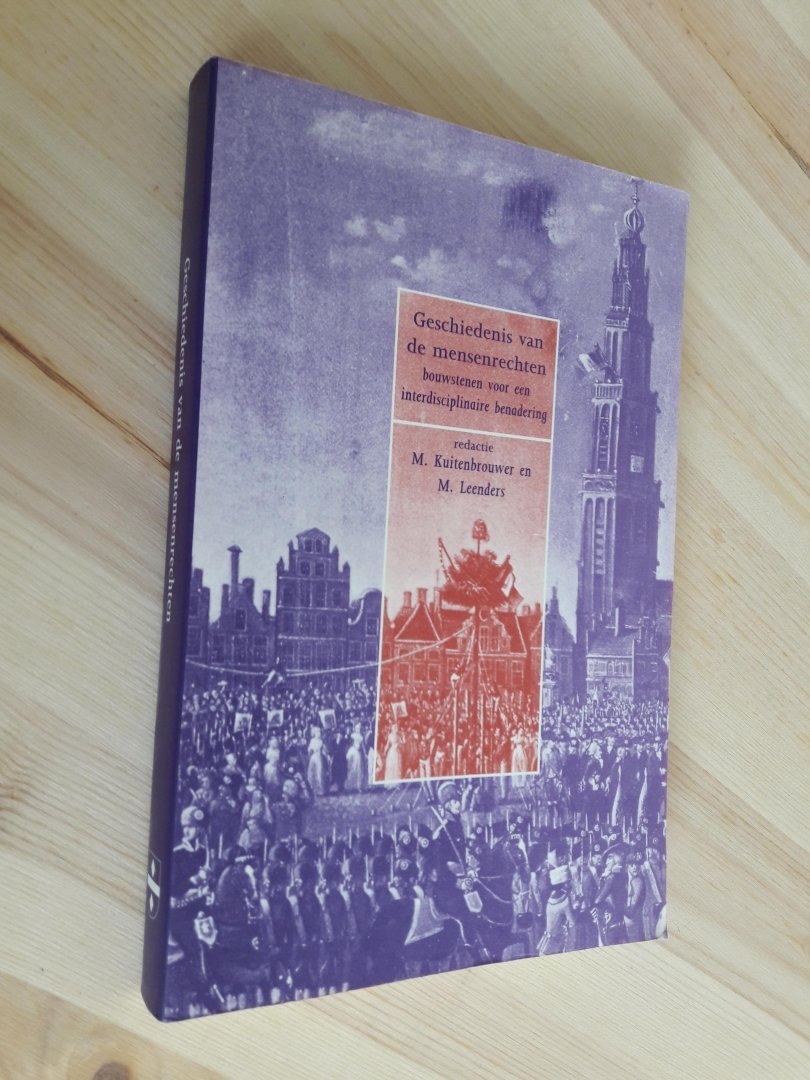 Geschiedenis van de mensenrechten
Geschiedenis van
de mensenrechten
bouwstenen voor een
interdisciplinaire benadering
redactie
M. Kuitenbrouwer en
M. Leenders